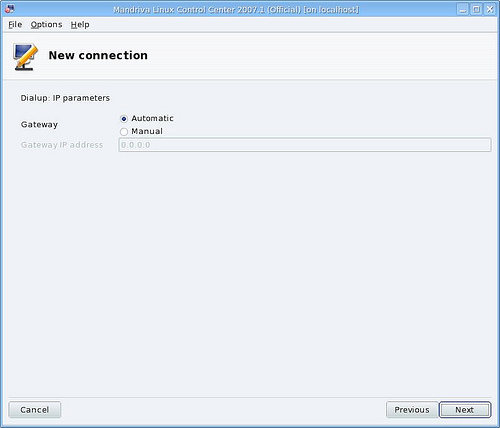 Mandriva Linux Control Center 2007.1 (Official) [on localhost]
File Options Help
New connection
Dialup: IP parameters
Gateway
Automatic
Manual
Gateway IP address 0.0.0.0
Cancel Previous Next